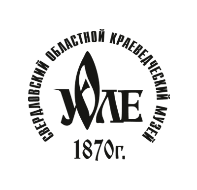 СВЕРДЛОВСКИЙ ОБЛАСТНОЙ КРАЕВЕДЧЕСКИЙ МУЗЕЙ
УОЛЕ
1870г.